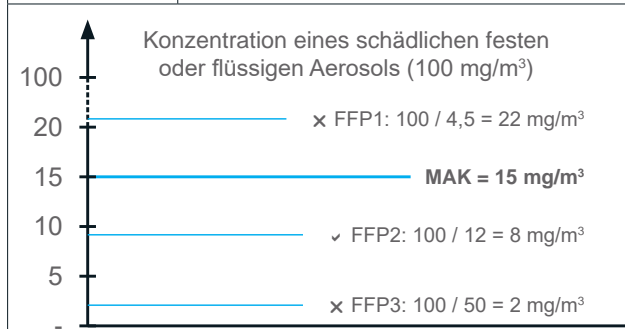 Konzentration eines schädlichen festen
oder flüssigen Aerosols (100 mg/m³)
100
× FFP1: 100 / 4,5 = 22 mg/m³
20
15
MAK = 15 mg/m³
10
✓ FFP2: 100 / 12 = 8 mg/m³
5
× FFP3: 100 / 50 = 2 mg/m³
-